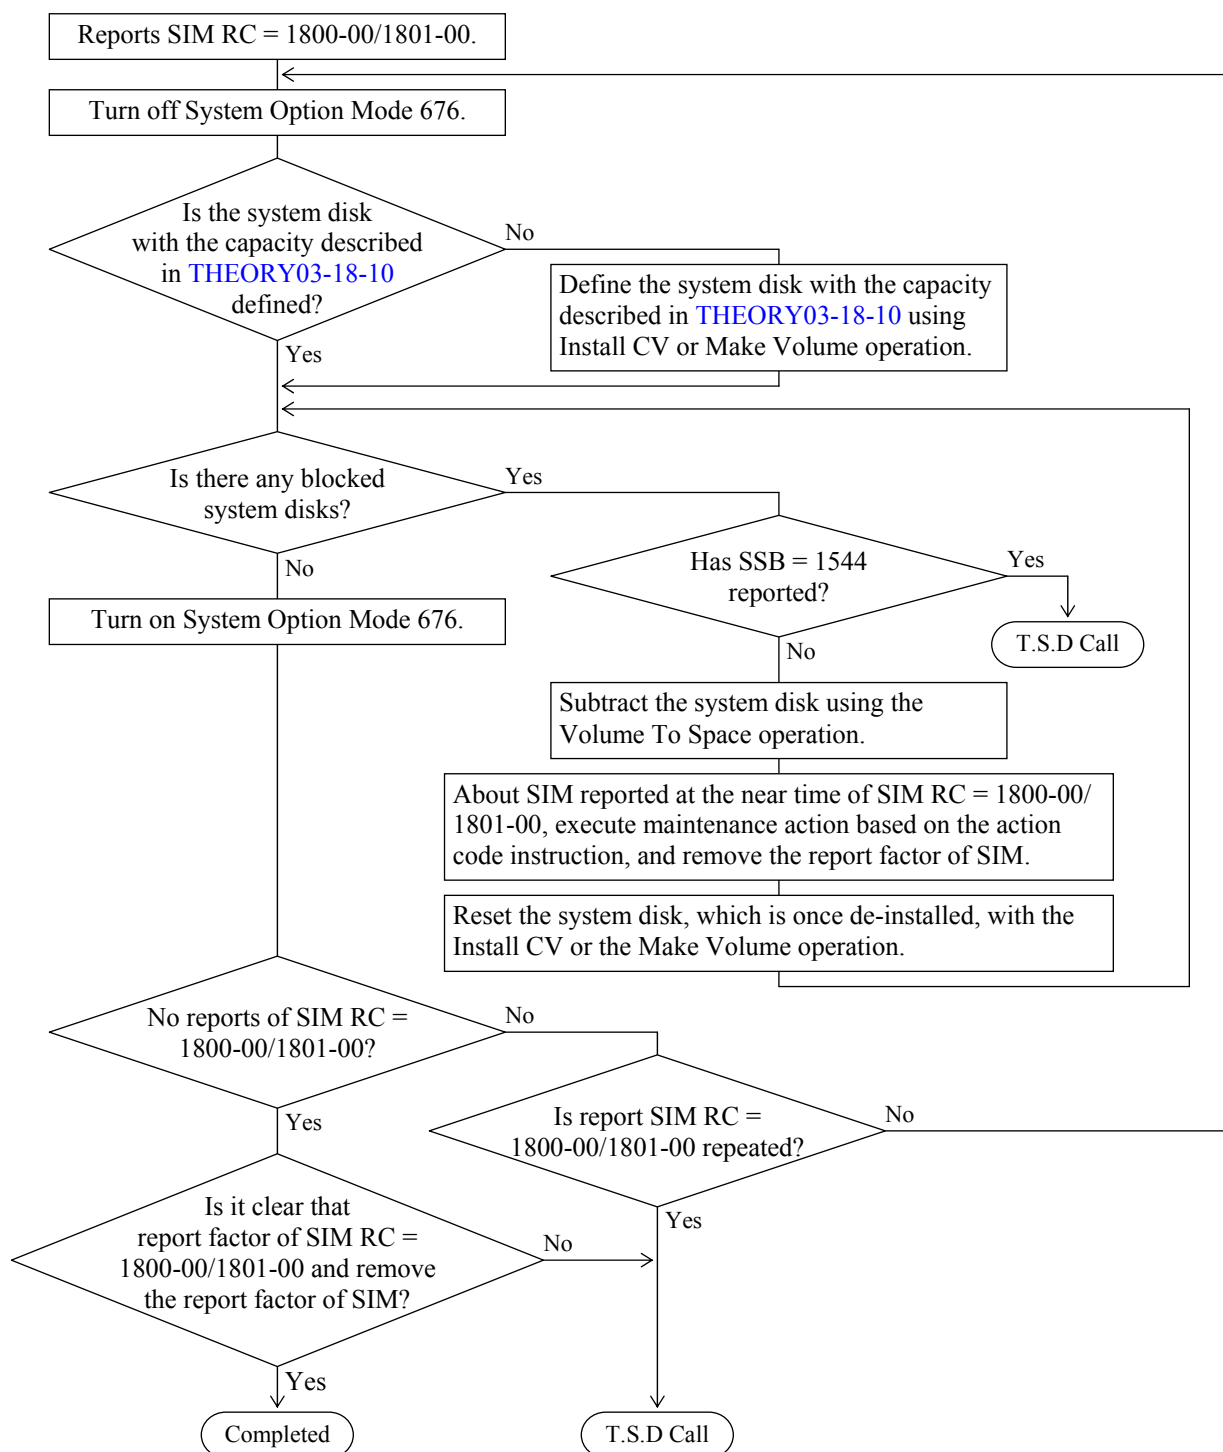 Reports SIM RC = 1800-00/1801-00.
Turn off System Option Mode 676.
Is the system disk
with the capacity described
in THEORY03-18-10
defined?
No
Define the system disk with the capacity
described in THEORY03-18-10 using
Install CV or Make Volume operation.
Yes
Is there any blocked
system disks?
Yes
No
Has SSB = 1544
reported?
Yes
T.S.D Call
No
Turn on System Option Mode 676.
Subtract the system disk using the
Volume To Space operation.
About SIM reported at the near time of SIM RC = 1800-00/
1801-00, execute maintenance action based on the action
code instruction, and remove the report factor of SIM.
Reset the system disk, which is once de-installed, with the
Install CV or the Make Volume operation.
No reports of SIM RC =
1800-00/1801-00?
No
Yes
Is report SIM RC =
1800-00/1801-00 repeated?
No
Yes
Is it clear that
report factor of SIM RC =
1800-00/1801-00 and remove
the report factor of SIM?
No
Yes
Completed
T.S.D Call